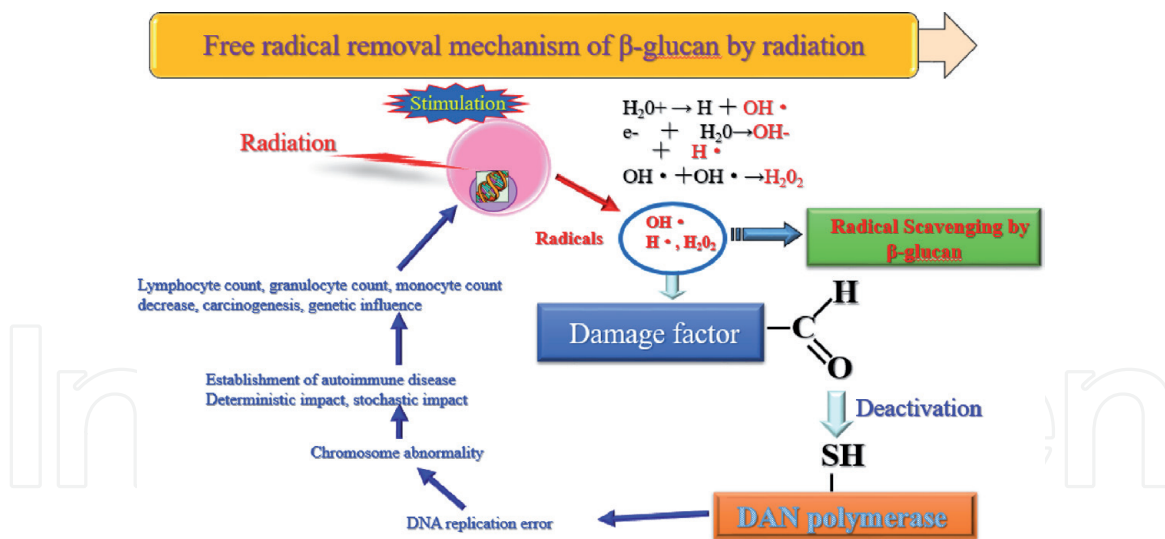 Free radical removal mechanism of β-glucan by radiation
Stimulation
Radiation
H₂0+ → H + OH •
e- + H₂0→OH-
+ H •
OH • +OH • →H₂0₂
Radicals
OH •
H • , H₂0₂
Radical Scavenging by
β-glucan
Lymphocyte count, granulocyte count, monocyte count
decrease, carcinogenesis, genetic influence
Damage factor
H
C
O
Establishment of autoimmune disease
Deterministic impact, stochastic impact
Deactivation
Chromosome abnormality
SH
DNA replication error
DAN polymerase
In
en